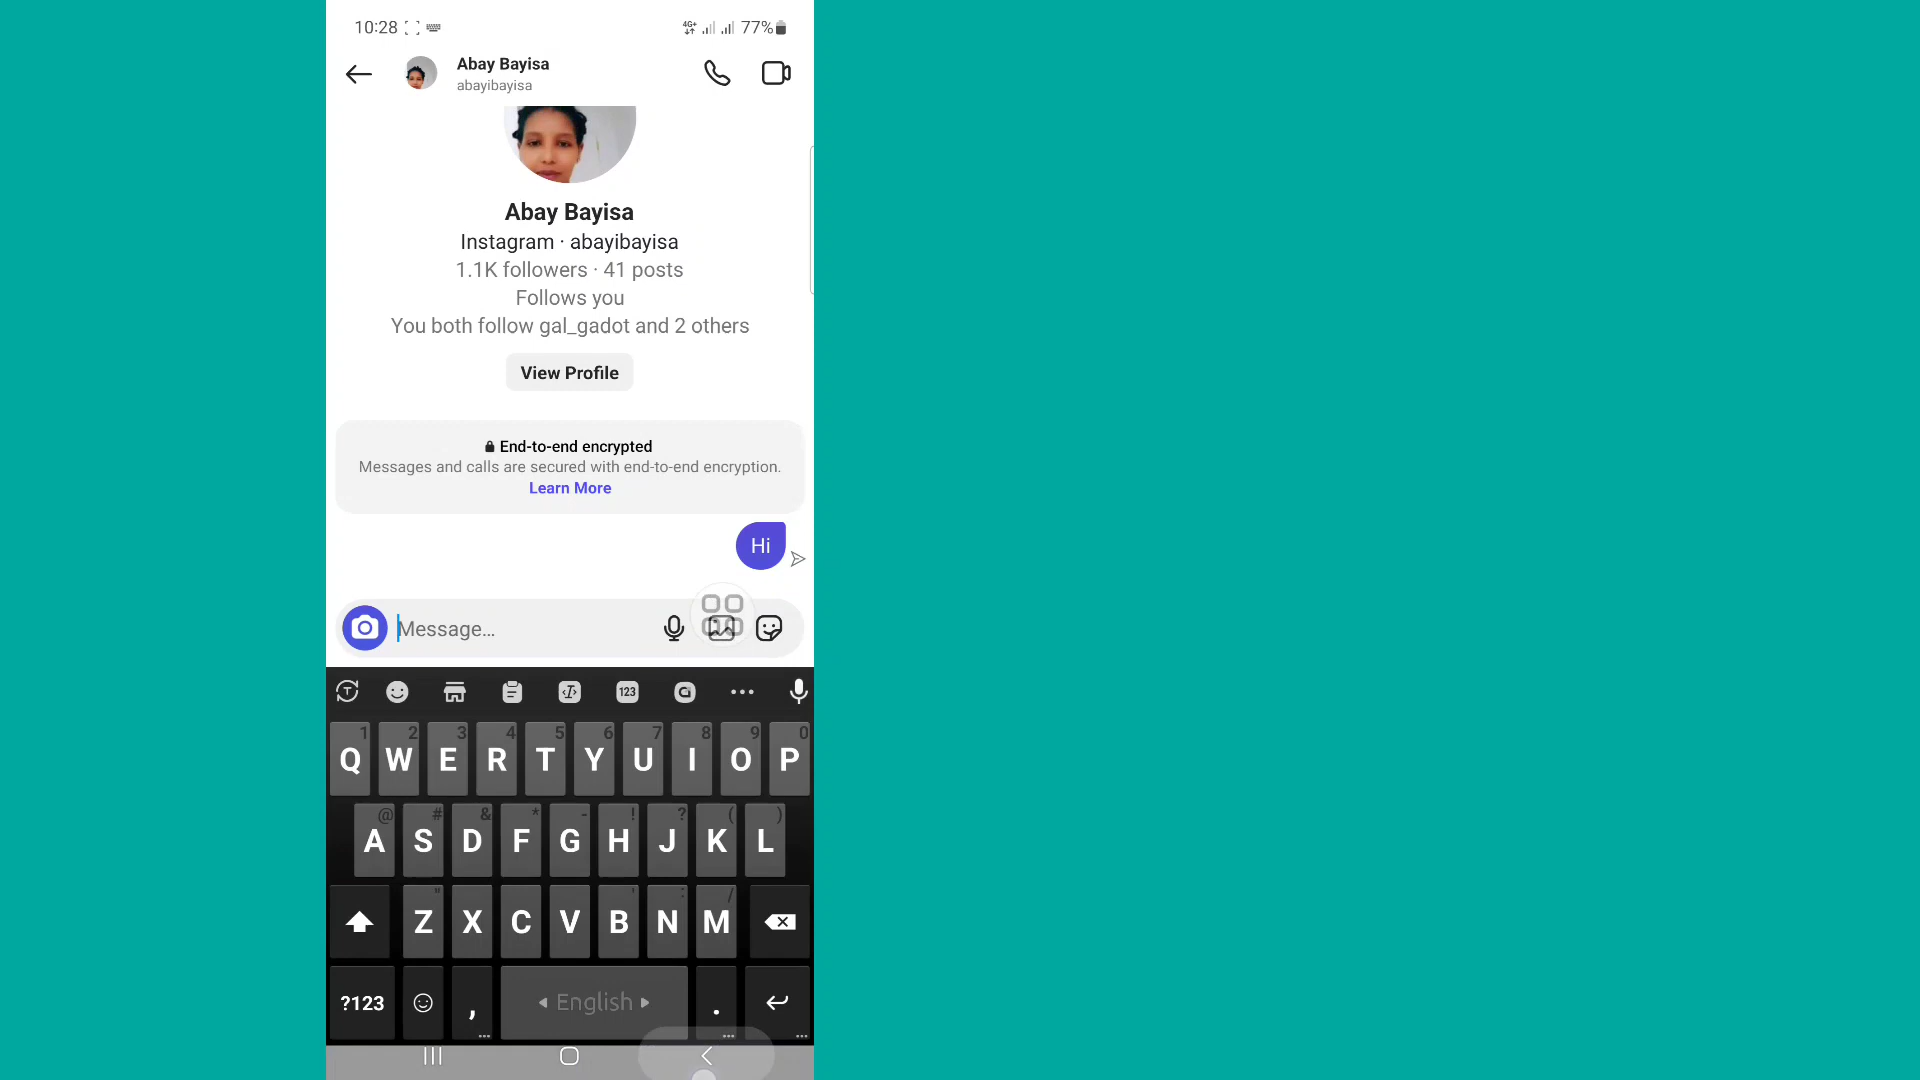 10:28 4G+ 77%
Abay Bayisa
abayibayisa
Abay Bayisa
Instagram · abayibayisa
1.1K followers · 41 posts
Follows you
You both follow gal_gadot and 2 others
View Profile
End-to-end encrypted
Messages and calls are secured with end-to-end encryption.
Learn More
Hi
Message...
T 123
1 2 3 4 5 6 7 8 9 0
Q W E R T Y U I O P
@ # & * - ! ? ( )
A S D F G H J K L
" ' : /
Z X C V B N M
?123 , English .